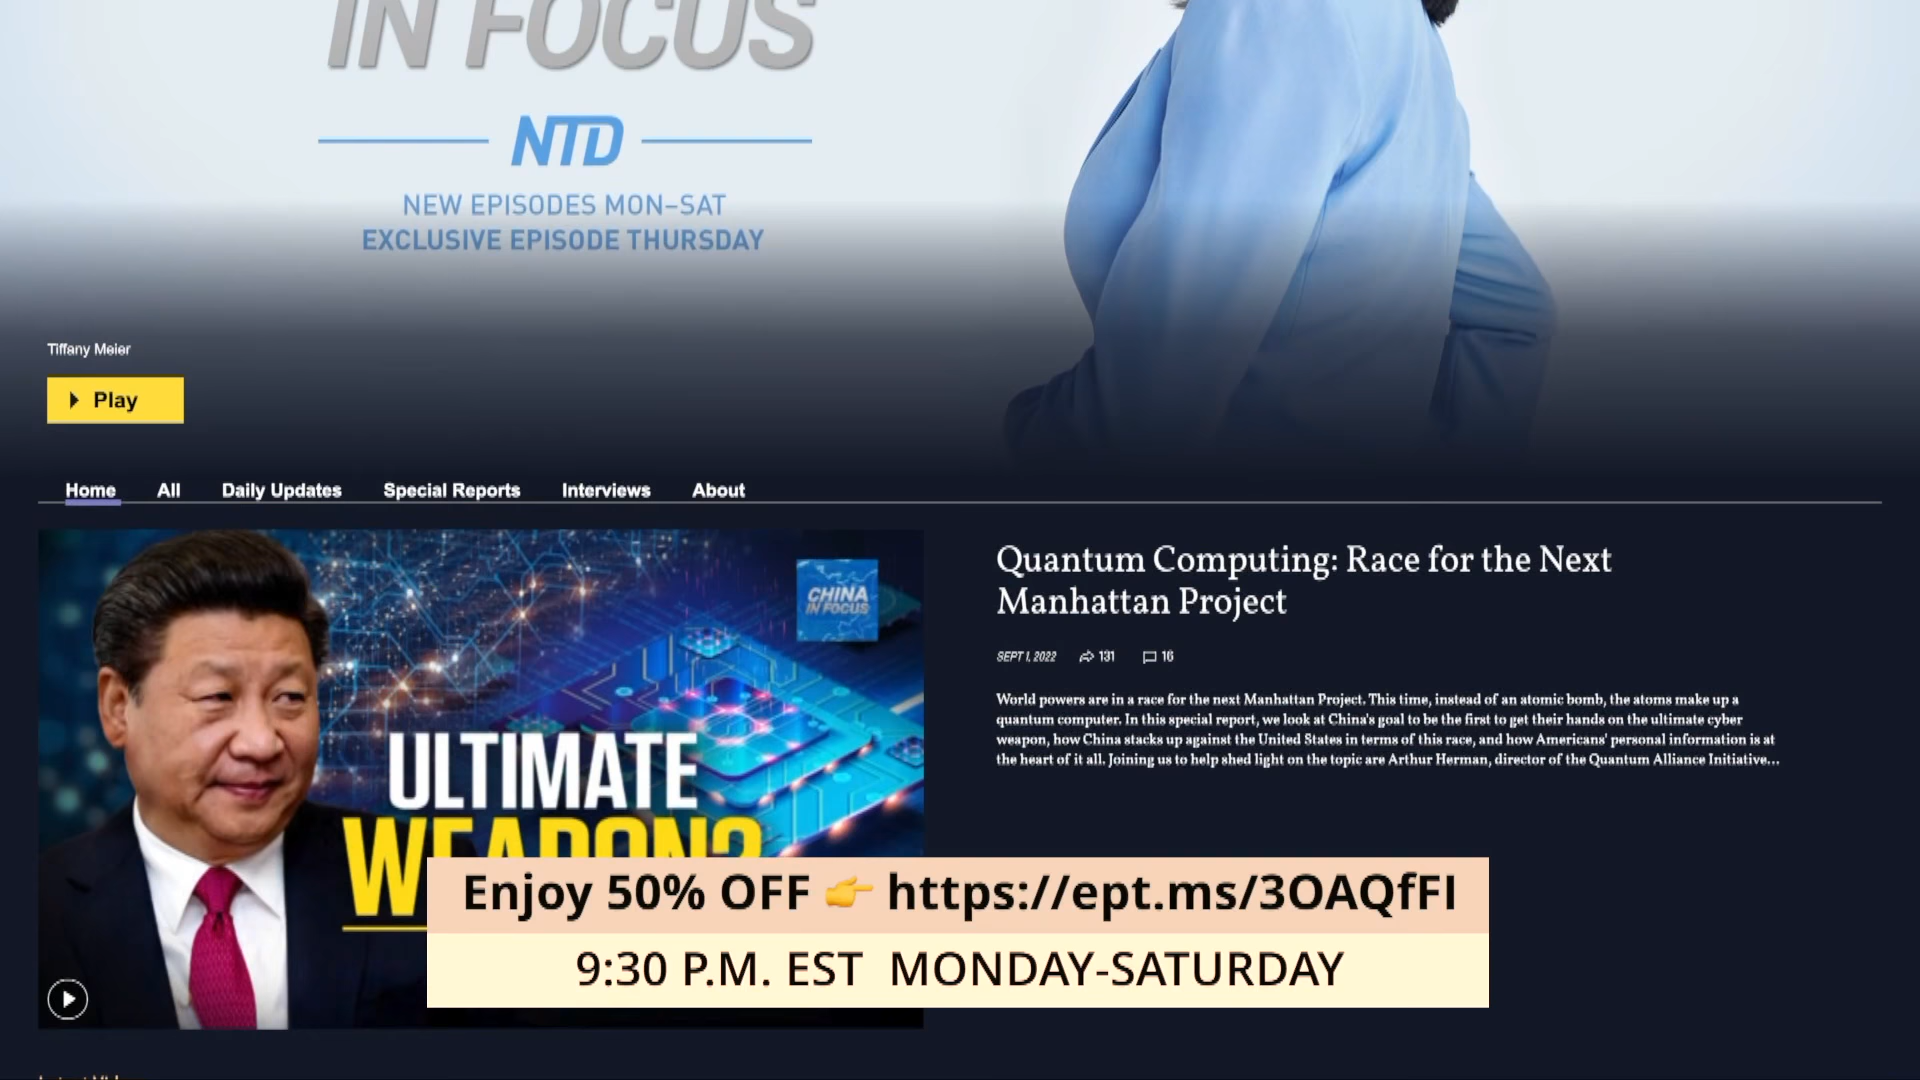 IN FOCUS
NTD
NEW EPISODES MON–SAT
EXCLUSIVE EPISODE THURSDAY
Tiffany Meier
Play
Home All Daily Updates Special Reports Interviews About
CHINA
IN FOCUS
ULTIMATE
WEAPON?
Quantum Computing: Race for the Next
Manhattan Project
SEPT 1, 2022 131 16
World powers are in a race for the next Manhattan Project. This time, instead of an atomic bomb, the atoms make up a
quantum computer. In this special report, we look at China's goal to be the first to get their hands on the ultimate cyber
weapon, how China stacks up against the United States in terms of this race, and how Americans' personal information is at
the heart of it all. Joining us to help shed light on the topic are Arthur Herman, director of the Quantum Alliance Initiative...
Enjoy 50% OFF 👉 https://ept.ms/3OAQfFI
9:30 P.M. EST MONDAY-SATURDAY